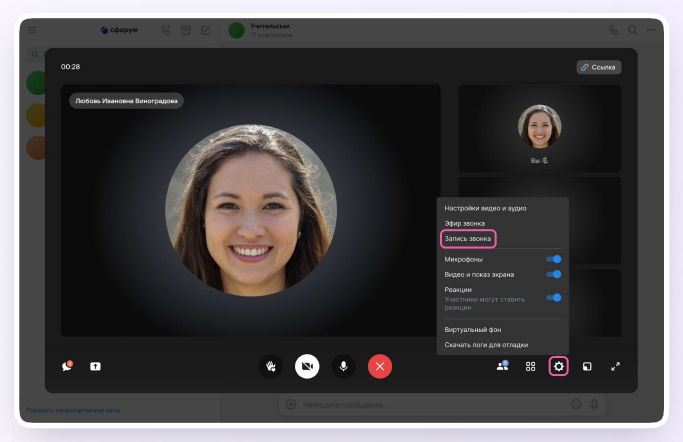 сферум
Учительская
17 участников
00:28
Ссылка
Любовь Ивановна Виноградова
Вы
Настройки видео и аудио
Эфир звонка
Запись звонка
Микрофоны
Видео и показ экрана
Реакции
Участники могут ставить
реакции
Виртуальный фон
Скачать логи для отладки
Показать непрочитанные чаты
Напишите сообщение...